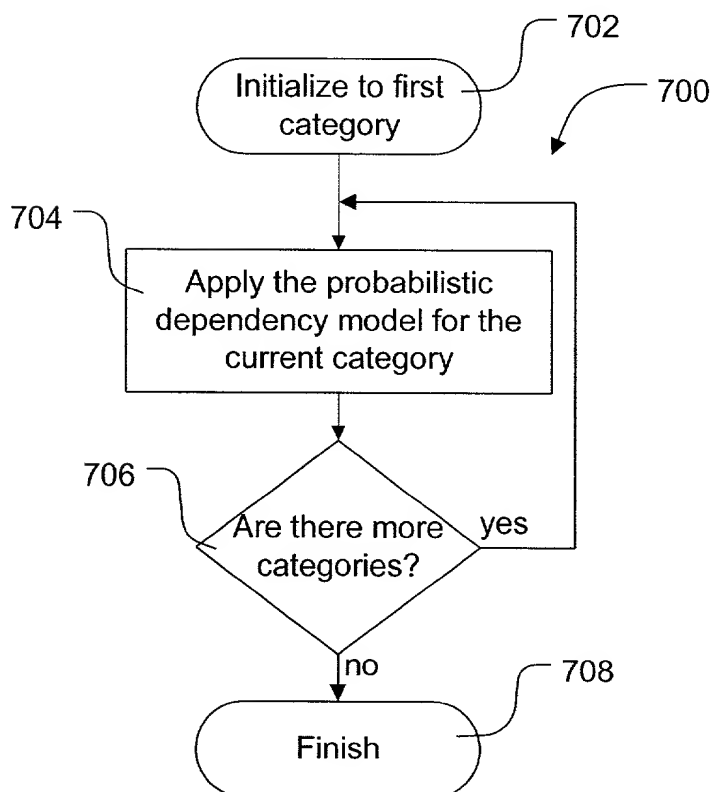 702
Initialize to first
category
700
704
Apply the probabilistic
dependency model for the
current category
706
Are there more
categories?
yes
no
708
Finish